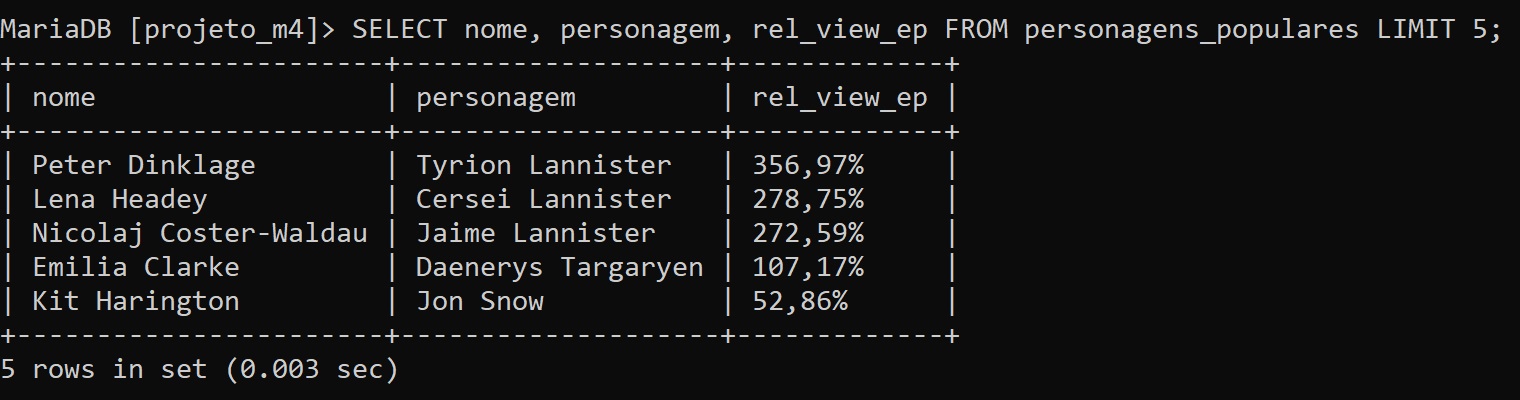 MariaDB [projeto_m4]> SELECT nome, personagem, rel_view_ep FROM personagens_populares LIMIT 5;
+-----------------------+--------------------+-------------+
| nome                  | personagem         | rel_view_ep |
+-----------------------+--------------------+-------------+
| Peter Dinklage        | Tyrion Lannister   | 356,97%     |
| Lena Headey           | Cersei Lannister   | 278,75%     |
| Nicolaj Coster-Waldau | Jaime Lannister    | 272,59%     |
| Emilia Clarke         | Daenerys Targaryen | 107,17%     |
| Kit Harington         | Jon Snow           | 52,86%      |
+-----------------------+--------------------+-------------+
5 rows in set (0.003 sec)